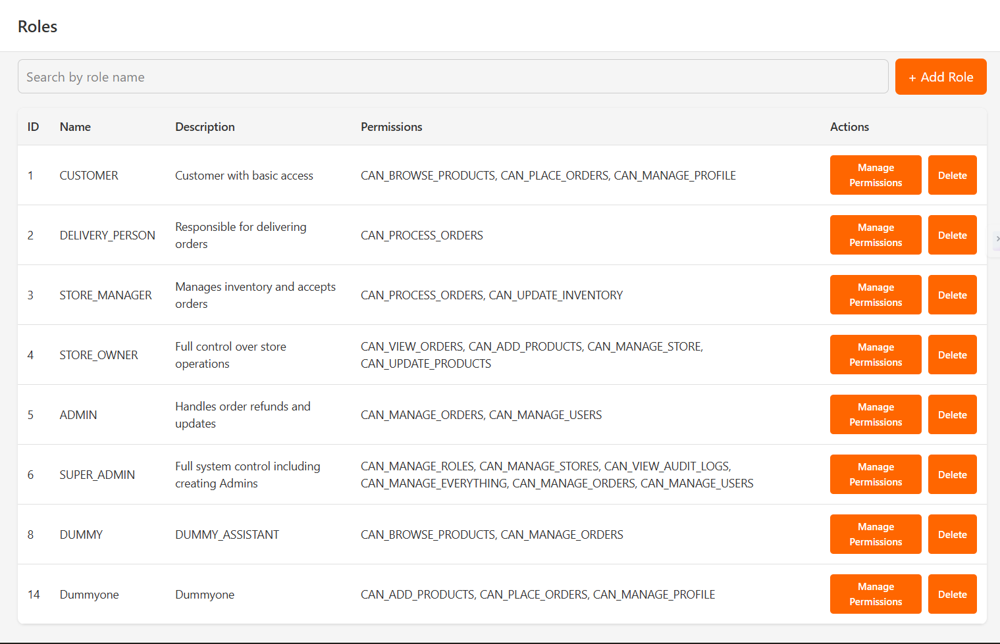 Roles
Search by role name
+ Add Role
ID Name Description Permissions Actions
1 CUSTOMER Customer with basic access CAN_BROWSE_PRODUCTS, CAN_PLACE_ORDERS, CAN_MANAGE_PROFILE
Manage
Permissions
Delete
2 DELIVERY_PERSON
Responsible for delivering
orders
CAN_PROCESS_ORDERS
Manage
Permissions
Delete
3 STORE_MANAGER
Manages inventory and accepts
orders
CAN_PROCESS_ORDERS, CAN_UPDATE_INVENTORY
Manage
Permissions
Delete
4 STORE_OWNER
Full control over store
operations
CAN_VIEW_ORDERS, CAN_ADD_PRODUCTS, CAN_MANAGE_STORE,
CAN_UPDATE_PRODUCTS
Manage
Permissions
Delete
5 ADMIN
Handles order refunds and
updates
CAN_MANAGE_ORDERS, CAN_MANAGE_USERS
Manage
Permissions
Delete
6 SUPER_ADMIN
Full system control including
creating Admins
CAN_MANAGE_ROLES, CAN_MANAGE_STORES, CAN_VIEW_AUDIT_LOGS,
CAN_MANAGE_EVERYTHING, CAN_MANAGE_ORDERS, CAN_MANAGE_USERS
Manage
Permissions
Delete
8 DUMMY DUMMY_ASSISTANT CAN_BROWSE_PRODUCTS, CAN_MANAGE_ORDERS
Manage
Permissions
Delete
14 Dummyone Dummyone CAN_ADD_PRODUCTS, CAN_PLACE_ORDERS, CAN_MANAGE_PROFILE
Manage
Permissions
Delete